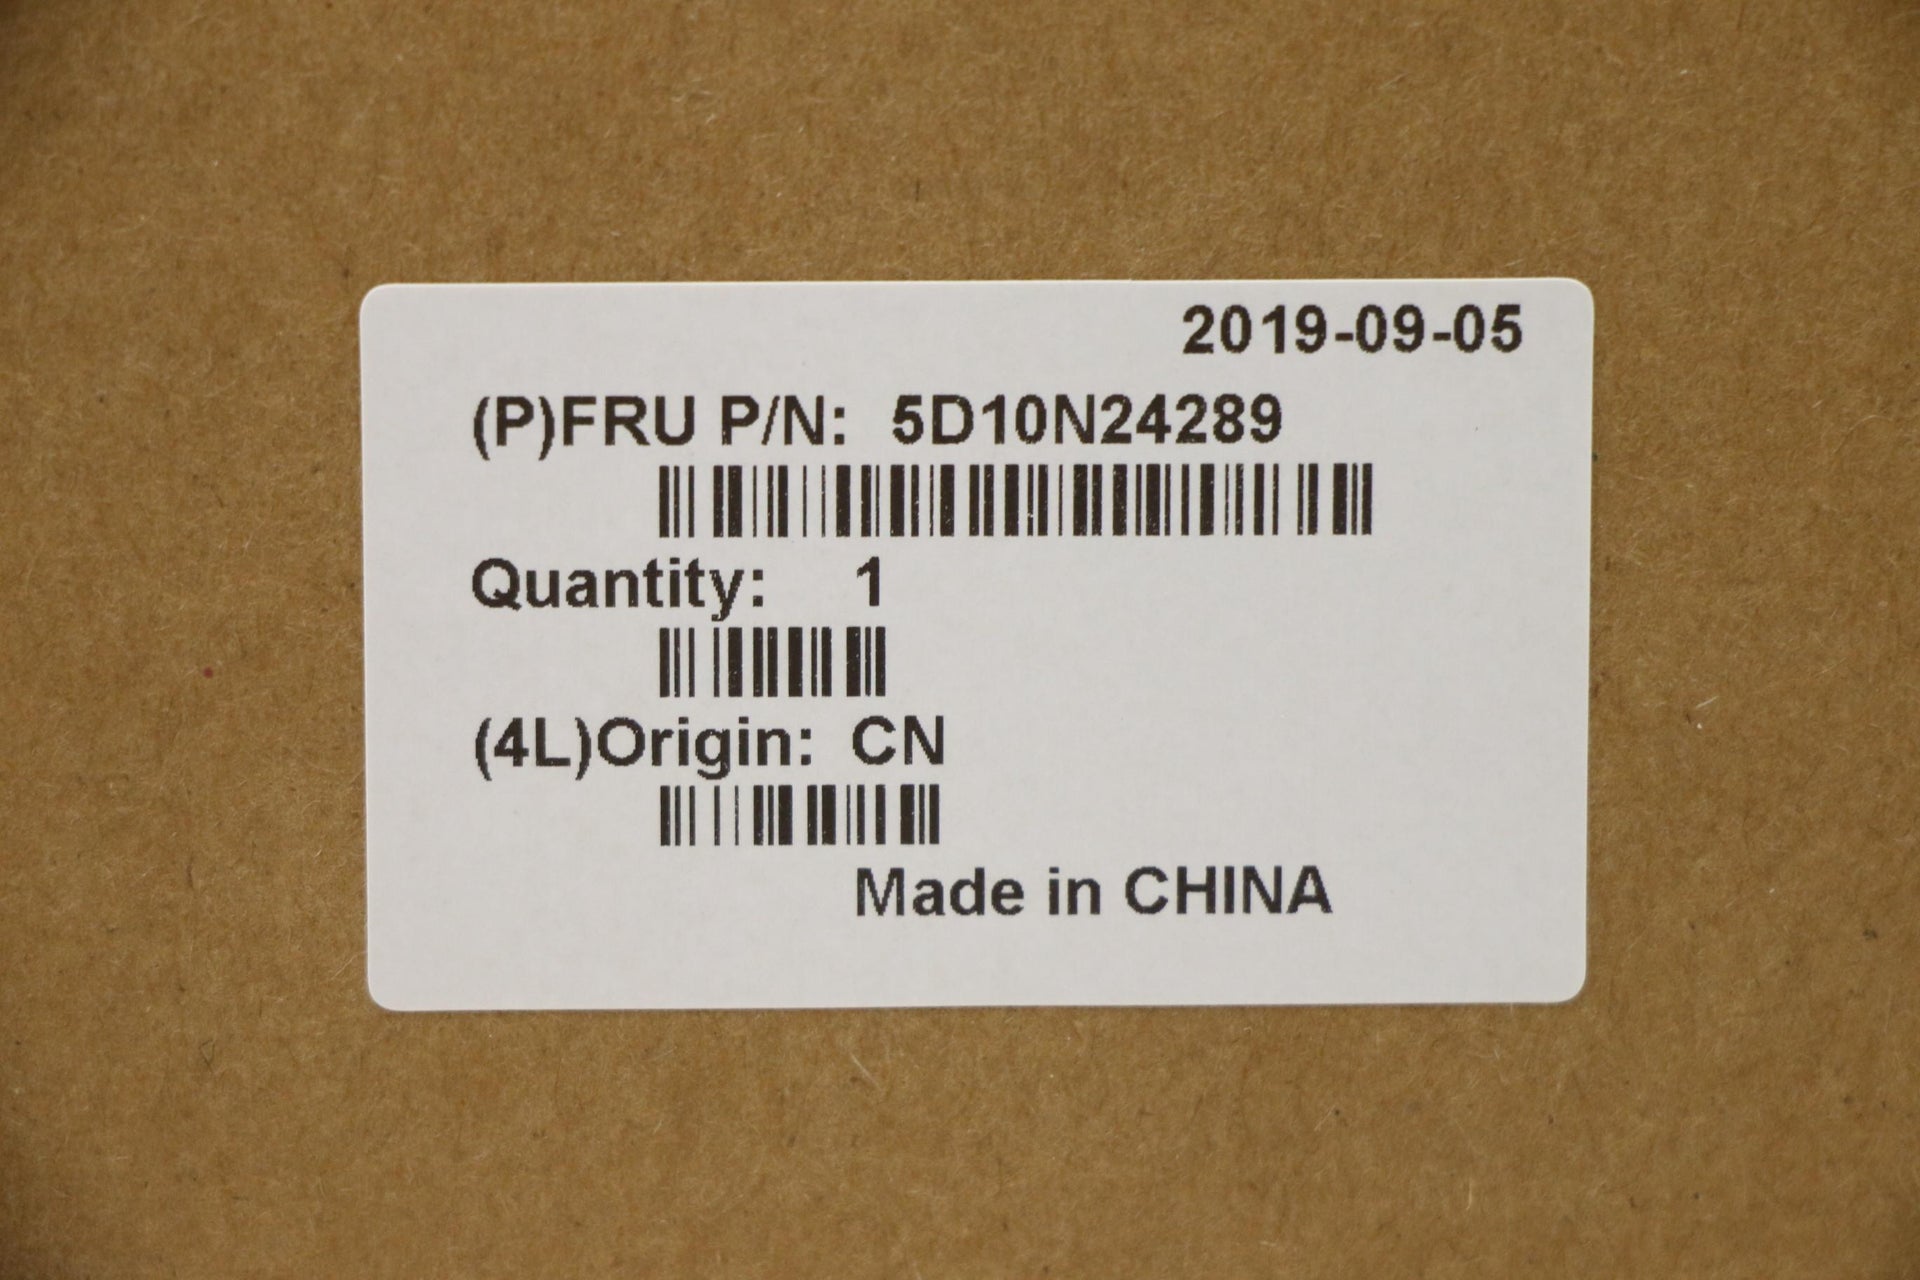 2019-09-05
(P)FRU P/N: 5D10N24289
Quantity: 1
(4L)Origin: CN
Made in CHINA